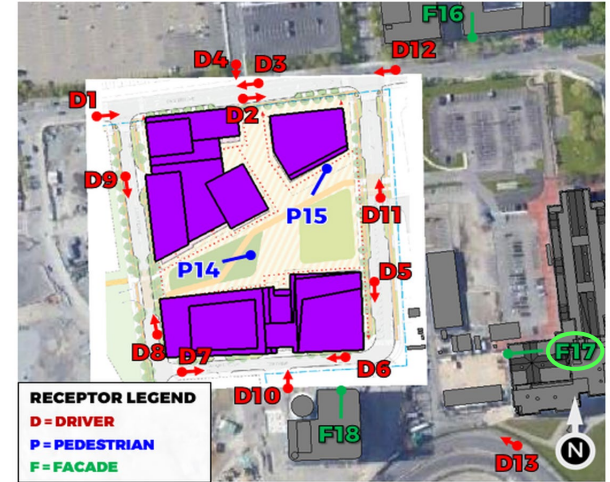 F16
D4
D3
D12
D1
D2
D9
P15
D11
P14
D5
F17
D8
D7
D6
D10
F18
RECEPTOR LEGEND
D = DRIVER
P = PEDESTRIAN
F = FACADE
N
D13